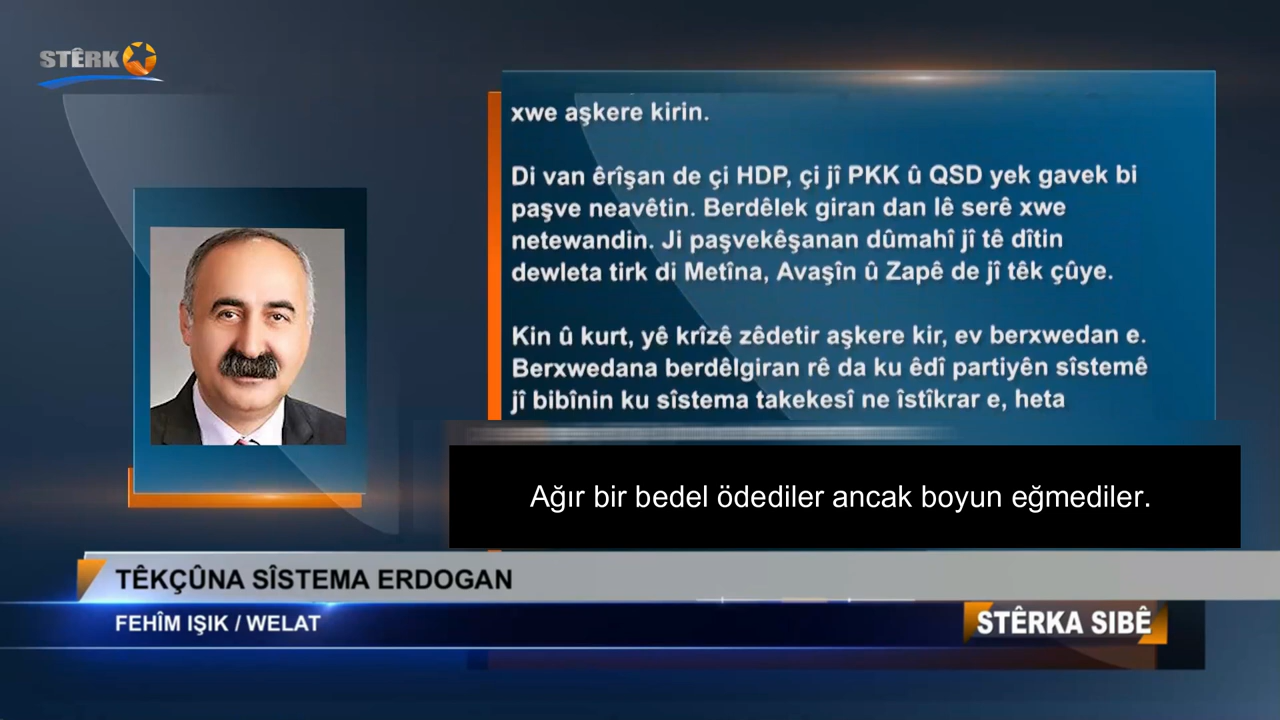 STÊRK
xwe aşkere kirin.
Di van êrîşan de çi HDP, çi jî PKK û QSD yek gavek bi
paşve neavêtin. Berdêlek giran dan lê serê xwe
netewandin. Ji paşvekêşanan dûmahî jî tê dîtin
dewleta tirk di Metîna, Avaşîn û Zapê de jî têk çûye.
Kin û kurt, yê krîzê zêdetir aşkere kir, ev berxwedan e.
Berxwedana berdêlgiran rê da ku êdî partiyên sîstemê
jî bibînin ku sîstema takekesî ne îstîkrar e, heta
Ağır bir bedel ödediler ancak boyun eğmediler.
TÊKÇÛNA SÎSTEMA ERDOGAN
FEHÎM IŞIK / WELAT
STÊRKA SIBÊ